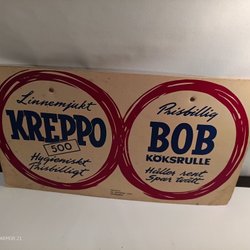 Linnemjukt
KREPPO
500
Hygieniskt
Prisbilligt
Prisbillig
BOB
KÖKSRULLE
Håller rent
Spar tvätt